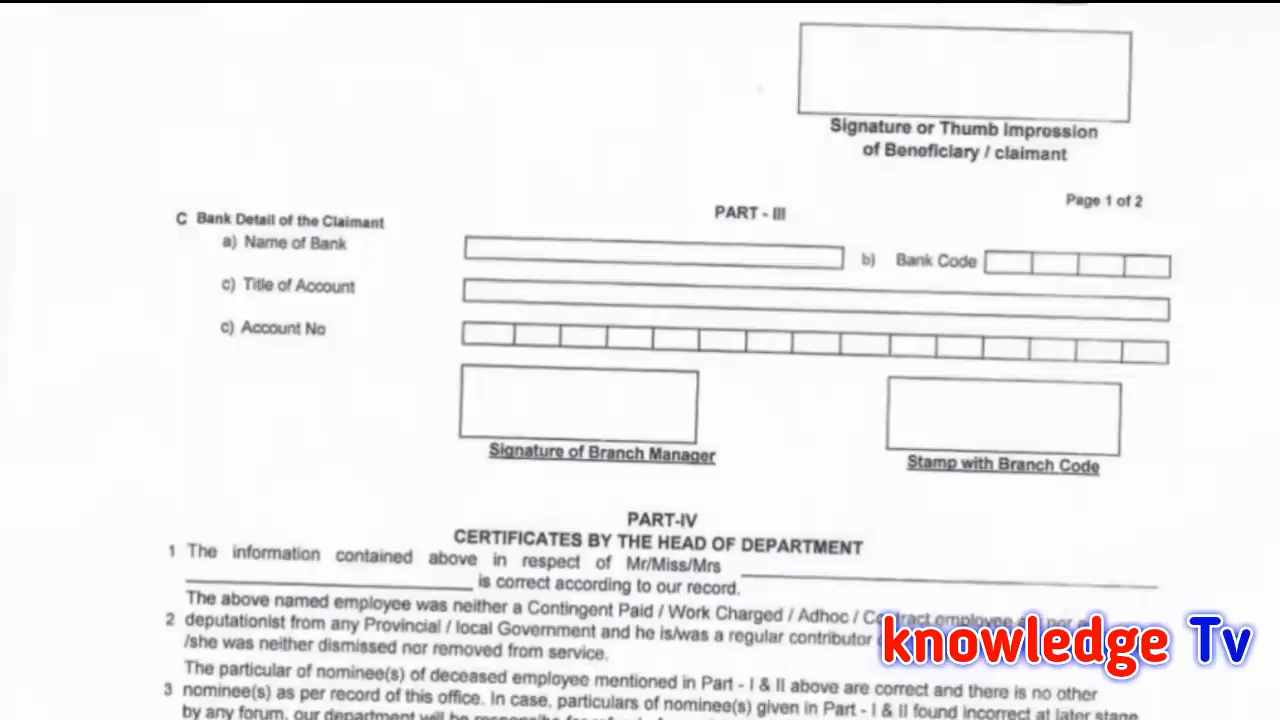 Signature or Thumb Impression
of Beneficiary / claimant
Page 1 of 2
PART - III
C Bank Detail of the Claimant
a) Name of Bank
b) Bank Code
c) Title of Account
c) Account No
Signature of Branch Manager
Stamp with Branch Code
PART-IV
CERTIFICATES BY THE HEAD OF DEPARTMENT
1 The information contained above in respect of Mr/Miss/Mrs
is correct according to our record.
The above named employee was neither a Contingent Paid / Work Charged / Adhoc / Contract employee
2 deputationist from any Provincial / local Government and he is/was a regular contributor
/she was neither dismissed nor removed from service.
The particular of nominee(s) of deceased employee mentioned in Part - I & II above are correct and there is no other
3 nominee(s) as per record of this office. In case, particulars of nominee(s) given in Part - I & II found incorrect at later stage
by any forum, our department will be
knowledge Tv